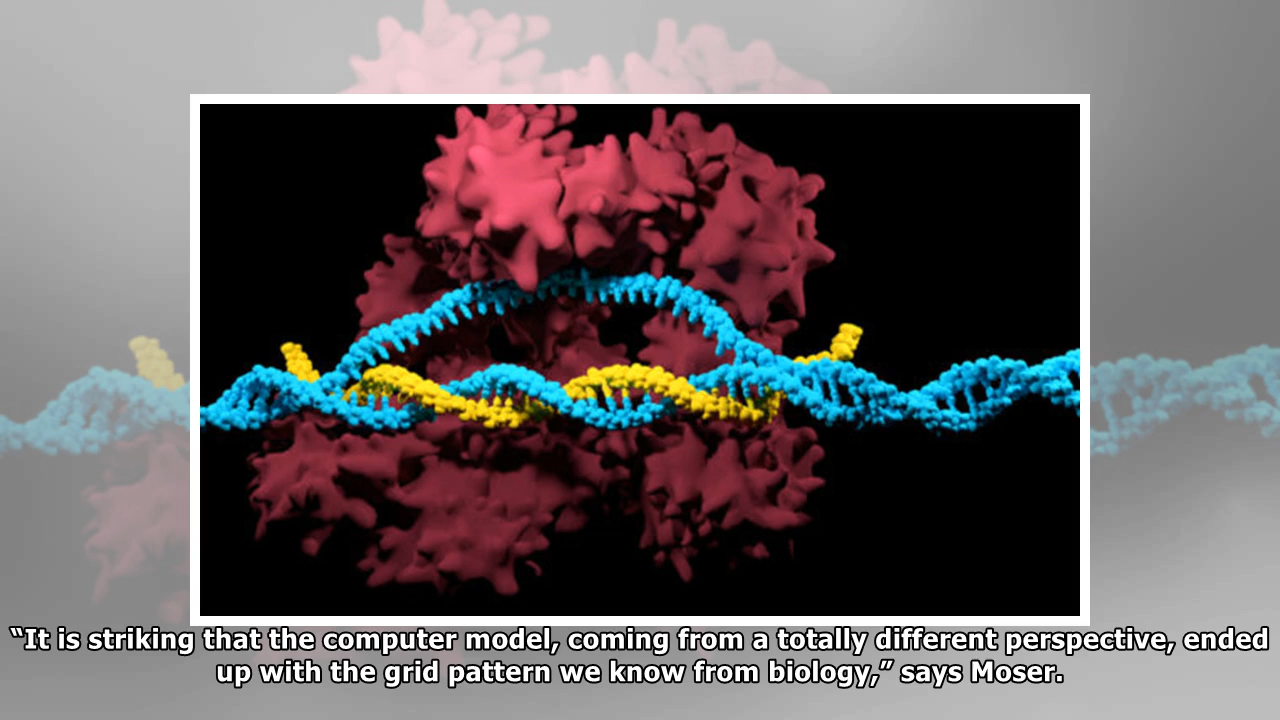 “It is striking that the computer model, coming from a totally different perspective, ended
up with the grid pattern we know from biology,” says Moser.